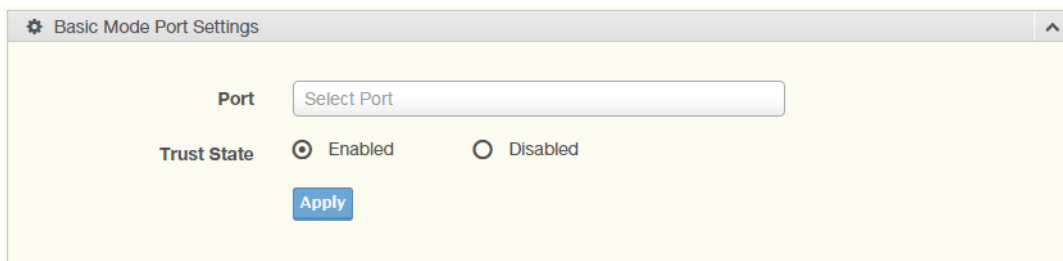 Basic Mode Port Settings
Port Select Port
Trust State Enabled Disabled
Apply